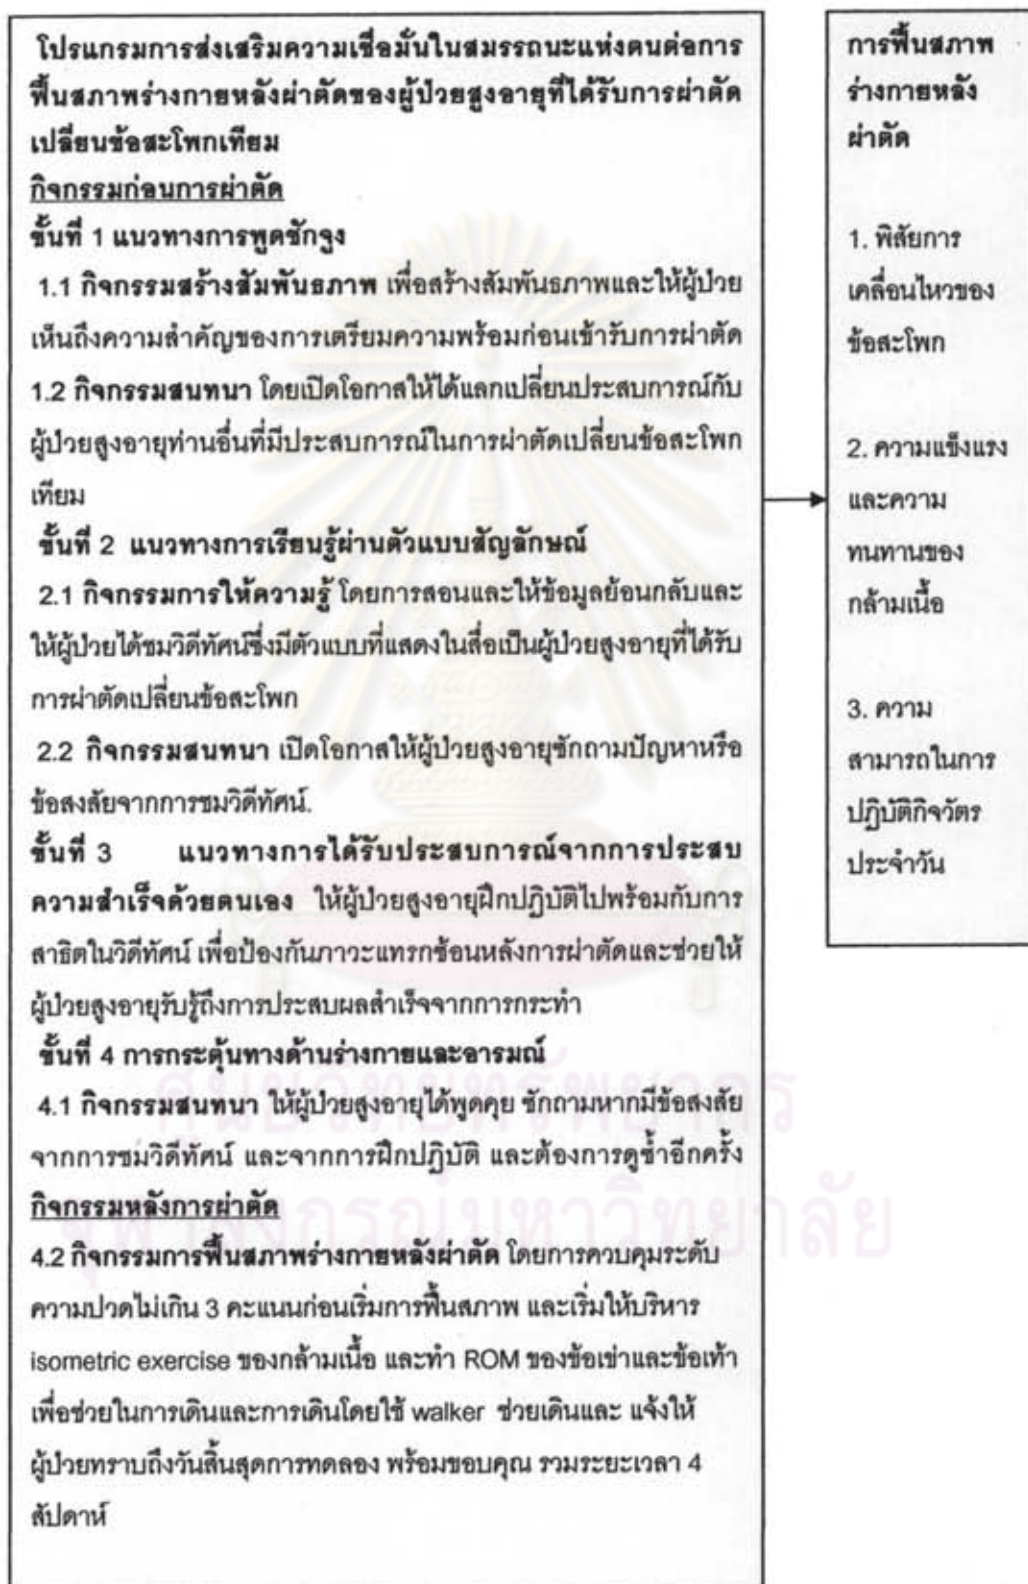 โปรแกรมการส่งเสริมความเชื่อมั่นในสมรรถนะแห่งตนต่อการ
ฟื้นสภาพร่างกายหลังผ่าตัดของผู้ป่วยสูงอายุที่ได้รับการผ่าตัด
เปลี่ยนข้อสะโพกเทียม
กิจกรรมก่อนการผ่าตัด
ขั้นที่ 1 แนวทางการพูดชักจูง
1.1 กิจกรรมสร้างสัมพันธภาพ เพื่อสร้างสัมพันธภาพและให้ผู้ป่วย
เห็นถึงความสำคัญของการเตรียมความพร้อมก่อนเข้ารับการผ่าตัด
1.2 กิจกรรมสนทนา โดยเปิดโอกาสให้ได้แลกเปลี่ยนประสบการณ์กับ
ผู้ป่วยสูงอายุท่านอื่นที่มีประสบการณ์ในการผ่าตัดเปลี่ยนข้อสะโพก
เทียม
ขั้นที่ 2 แนวทางการเรียนรู้ผ่านตัวแบบสัญลักษณ์
2.1 กิจกรรมการให้ความรู้ โดยการสอนและให้ข้อมูลย้อนกลับและ
ให้ผู้ป่วยได้ชมวิดีทัศน์ซึ่งมีตัวแบบที่แสดงในสื่อเป็นผู้ป่วยสูงอายุที่ได้รับ
การผ่าตัดเปลี่ยนข้อสะโพก
2.2 กิจกรรมสนทนา เปิดโอกาสให้ผู้ป่วยสูงอายุซักถามปัญหาหรือ
ข้อสงสัยจากการชมวิดีทัศน์.
ขั้นที่ 3 แนวทางการได้รับประสบการณ์จากการประสบ
ความสำเร็จด้วยตนเอง ให้ผู้ป่วยสูงอายุฝึกปฏิบัติไปพร้อมกับการ
สาธิตในวิดีทัศน์ เพื่อป้องกันภาวะแทรกซ้อนหลังการผ่าตัดและช่วยให้
ผู้ป่วยสูงอายุรับรู้ถึงการประสบผลสำเร็จจากการกระทำ
ขั้นที่ 4 การกระตุ้นทางด้านร่างกายและอารมณ์
4.1 กิจกรรมสนทนา ให้ผู้ป่วยสูงอายุได้พูดคุย ซักถามหากมีข้อสงสัย
จากการชมวิดีทัศน์ และจากการฝึกปฏิบัติ และต้องการดูซ้ำอีกครั้ง
กิจกรรมหลังการผ่าตัด
4.2 กิจกรรมการฟื้นสภาพร่างกายหลังผ่าตัด โดยการควบคุมระดับ
ความปวดไม่เกิน 3 คะแนนก่อนเริ่มการฟื้นสภาพ และเริ่มให้บริหาร
isometric exercise ของกล้ามเนื้อ และทำ ROM ของข้อเข่าและข้อเท้า
เพื่อช่วยในการเดินและการเดินโดยใช้ walker ช่วยเดินและ แจ้งให้
ผู้ป่วยทราบถึงวันสิ้นสุดการทดลอง พร้อมขอบคุณ รวมระยะเวลา 4
สัปดาห์
การฟื้นสภาพ
ร่างกายหลัง
ผ่าตัด
1. พิสัยการ
เคลื่อนไหวของ
ข้อสะโพก
2. ความแข็งแรง
และความ
ทนทานของ
กล้ามเนื้อ
3. ความ
สามารถในการ
ปฏิบัติกิจวัตร
ประจำวัน
ศูนย์วิทยทรัพยากร
จุฬาลงกรณ์มหาวิทยาลัย